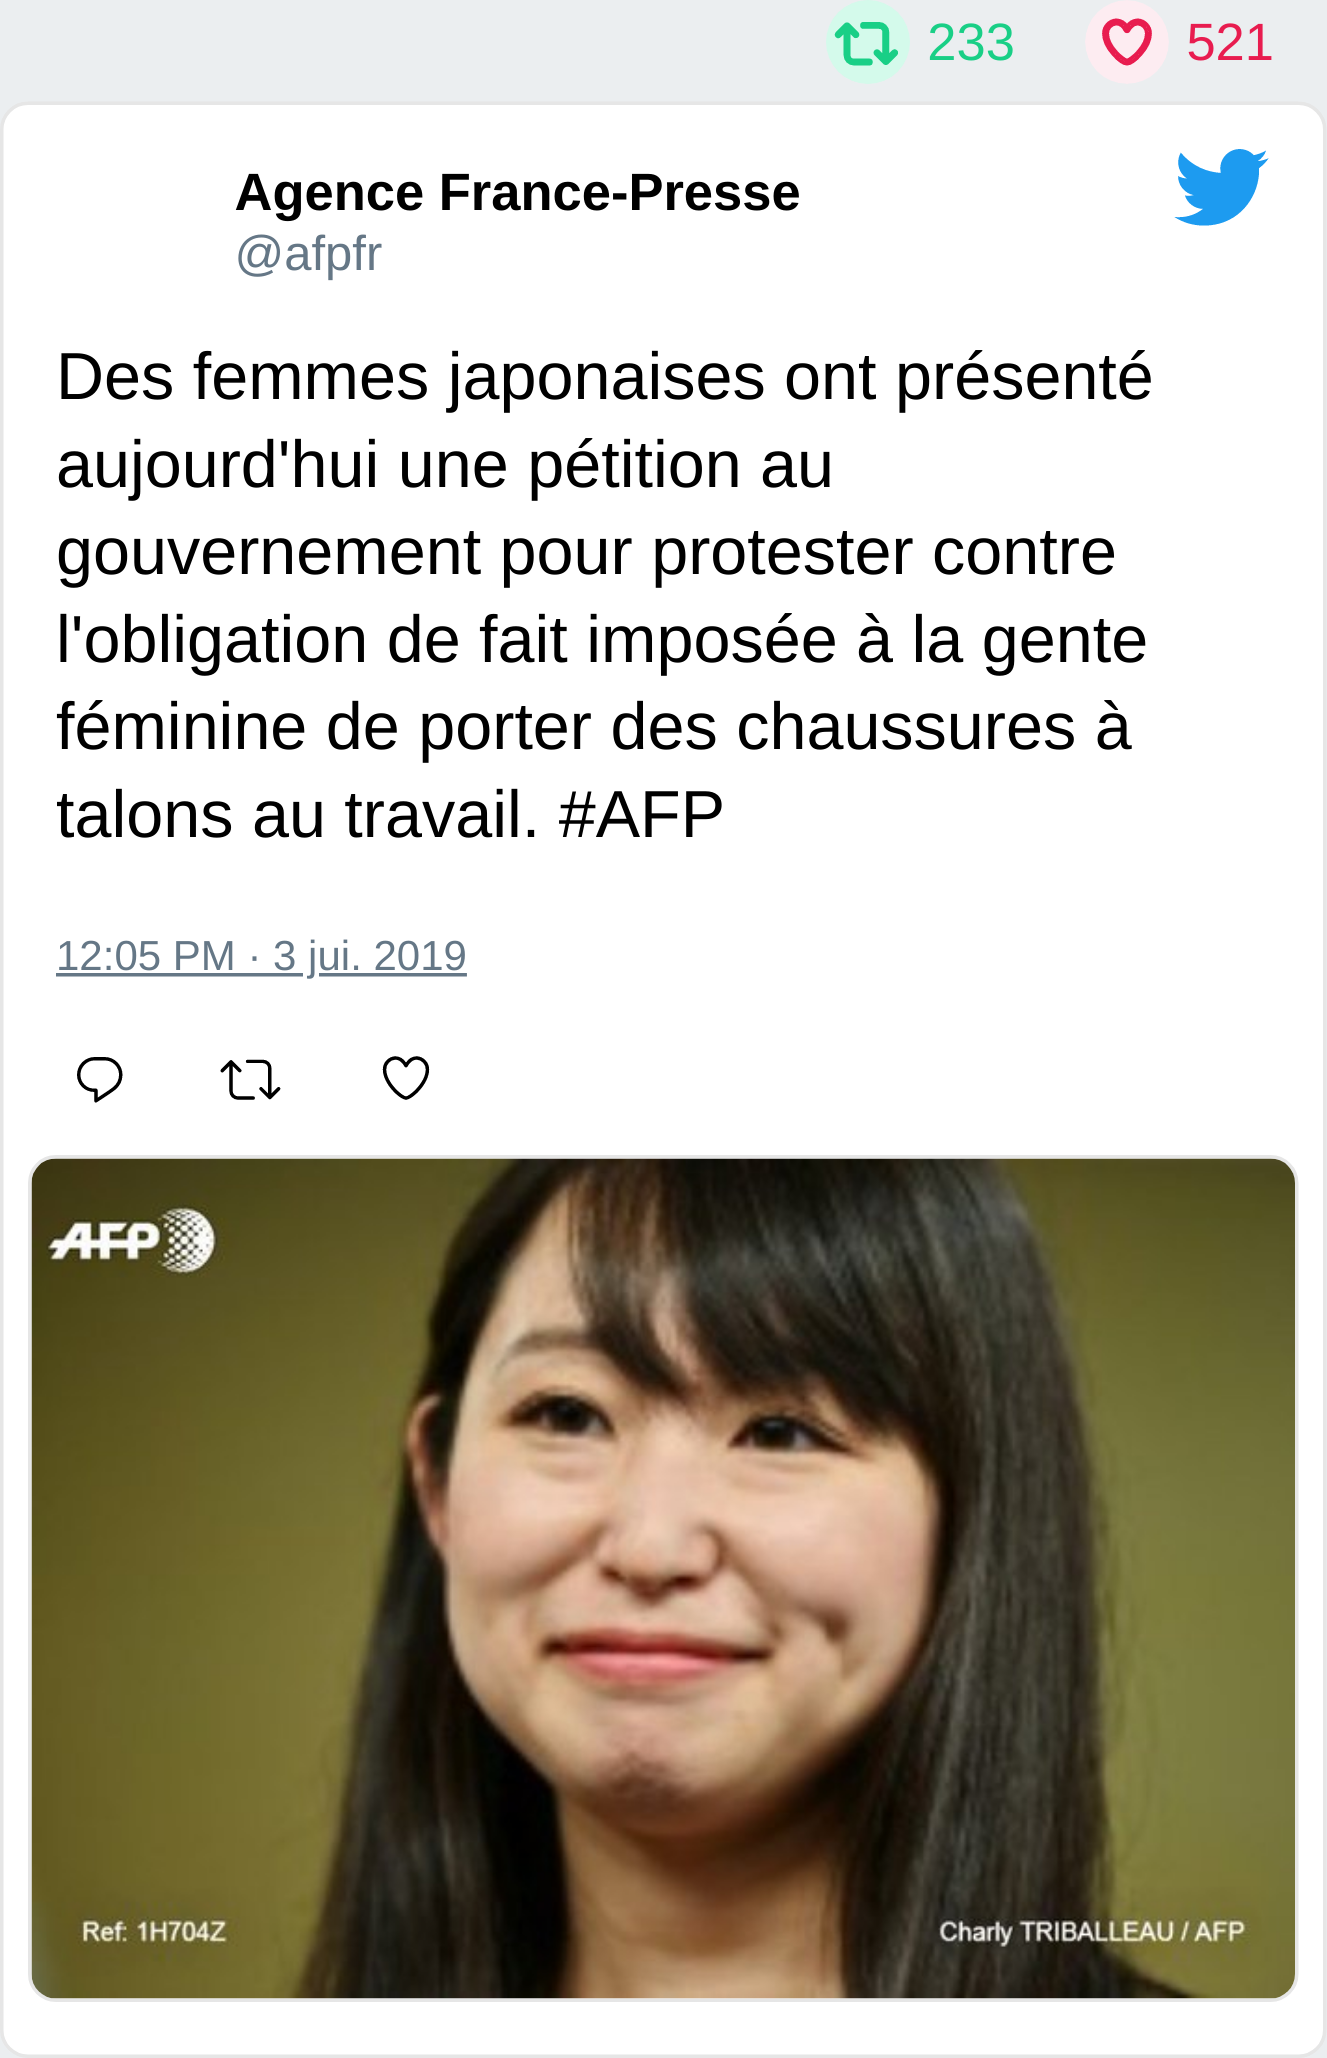 233 521
Agence France-Presse
@afpfr
Des femmes japonaises ont présenté
aujourd'hui une pétition au
gouvernement pour protester contre
l'obligation de fait imposée à la gente
féminine de porter des chaussures à
talons au travail. #AFP
12:05 PM · 3 jui. 2019
AFP
Ref: 1H704Z
Charly TRIBALLEAU / AFP